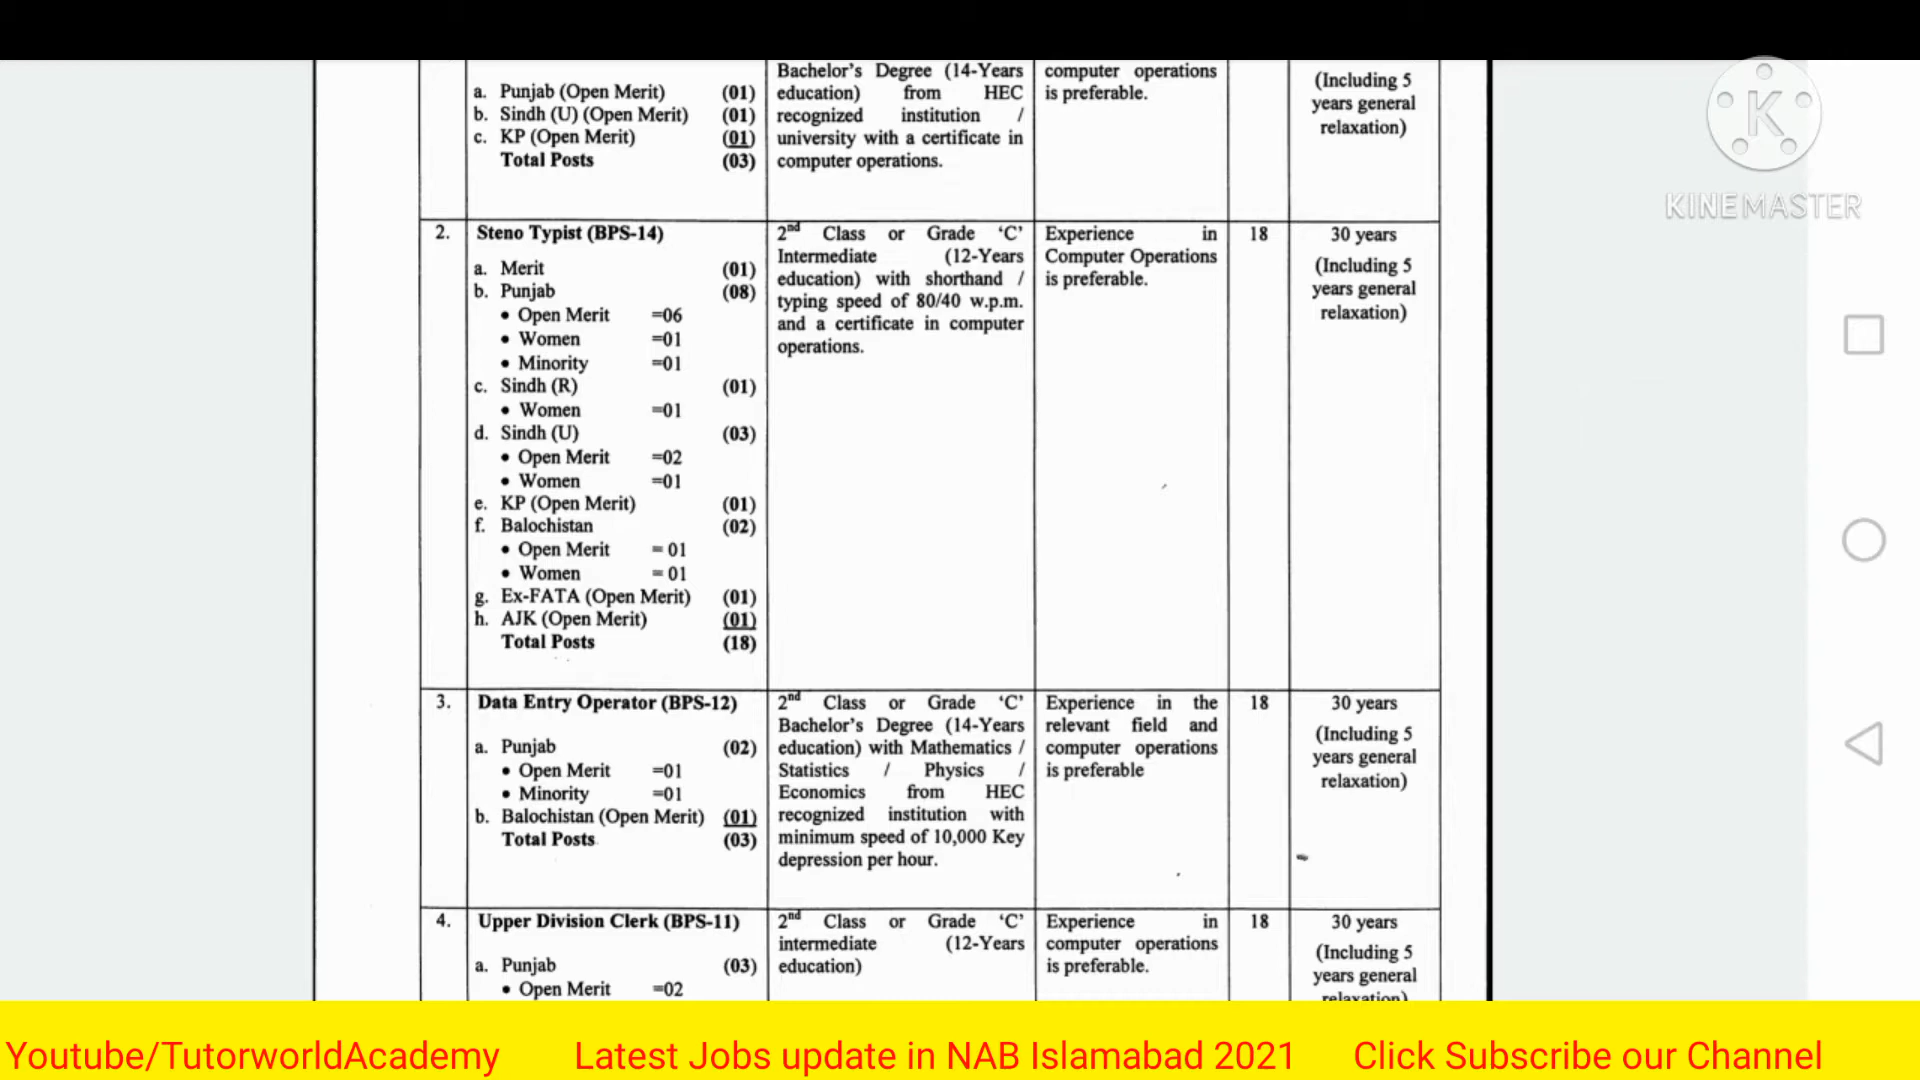 Bachelor's Degree (14-Years
education) from HEC
recognized institution /
university with a certificate in
computer operations.
computer operations
is preferable.
(Including 5
years general
relaxation)
a. Punjab (Open Merit) (01)
b. Sindh (U) (Open Merit) (01)
c. KP (Open Merit) (01)
Total Posts (03)
K
KINEMASTER
2. Steno Typist (BPS-14)
a. Merit (01)
b. Punjab (08)
• Open Merit =06
• Women =01
• Minority =01
c. Sindh (R) (01)
• Women =01
d. Sindh (U) (03)
• Open Merit =02
• Women =01
e. KP (Open Merit) (01)
f. Balochistan (02)
• Open Merit = 01
• Women = 01
g. Ex-FATA (Open Merit) (01)
h. AJK (Open Merit) (01)
Total Posts (18)
2nd Class or Grade ‘C’
Intermediate (12-Years
education) with shorthand /
typing speed of 80/40 w.p.m.
and a certificate in computer
operations.
Experience in
Computer Operations
is preferable.
18
30 years
(Including 5
years general
relaxation)
3. Data Entry Operator (BPS-12)
a. Punjab (02)
• Open Merit =01
• Minority =01
b. Balochistan (Open Merit) (01)
Total Posts (03)
2nd Class or Grade ‘C’
Bachelor's Degree (14-Years
education) with Mathematics /
Statistics / Physics /
Economics from HEC
recognized institution with
minimum speed of 10,000 Key
depression per hour.
Experience in the
relevant field and
computer operations
is preferable
18
30 years
(Including 5
years general
relaxation)
4. Upper Division Clerk (BPS-11)
a. Punjab (03)
• Open Merit =02
2nd Class or Grade ‘C’
intermediate (12-Years
education)
Experience in
computer operations
is preferable.
18
30 years
(Including 5
years general
relaxation)
Youtube/TutorworldAcademy Latest Jobs update in NAB Islamabad 2021 Click Subscribe our Channel